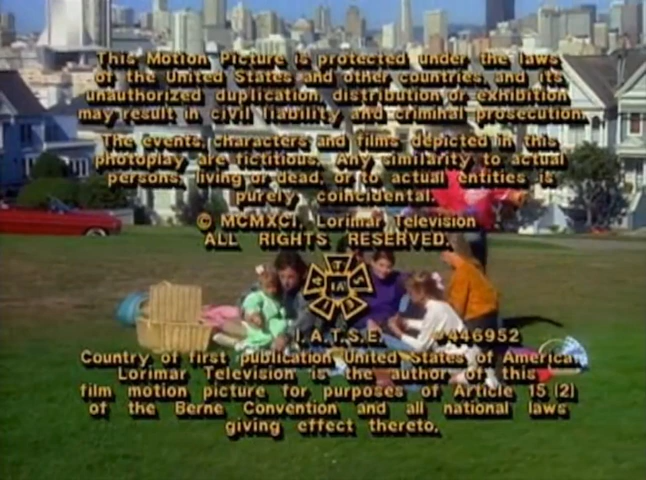 This Motion Picture is protected under the laws
of the United States and other countries, and its
unauthorized duplication, distribution or exhibition
may result in civil liability and criminal prosecution.
The events, characters and films depicted in this
photoplay are fictitious. Any similarity to actual
persons, living or dead, or to actual entities is
purely coincidental.
© MCMXCI, Lorimar Television
ALL RIGHTS RESERVED.
I.A.T.S.E. #446952
Country of first publication United States of America.
Lorimar Television is the author of this
film motion picture for purposes of Article 15 (2)
of the Berne Convention and all national laws
giving effect thereto.